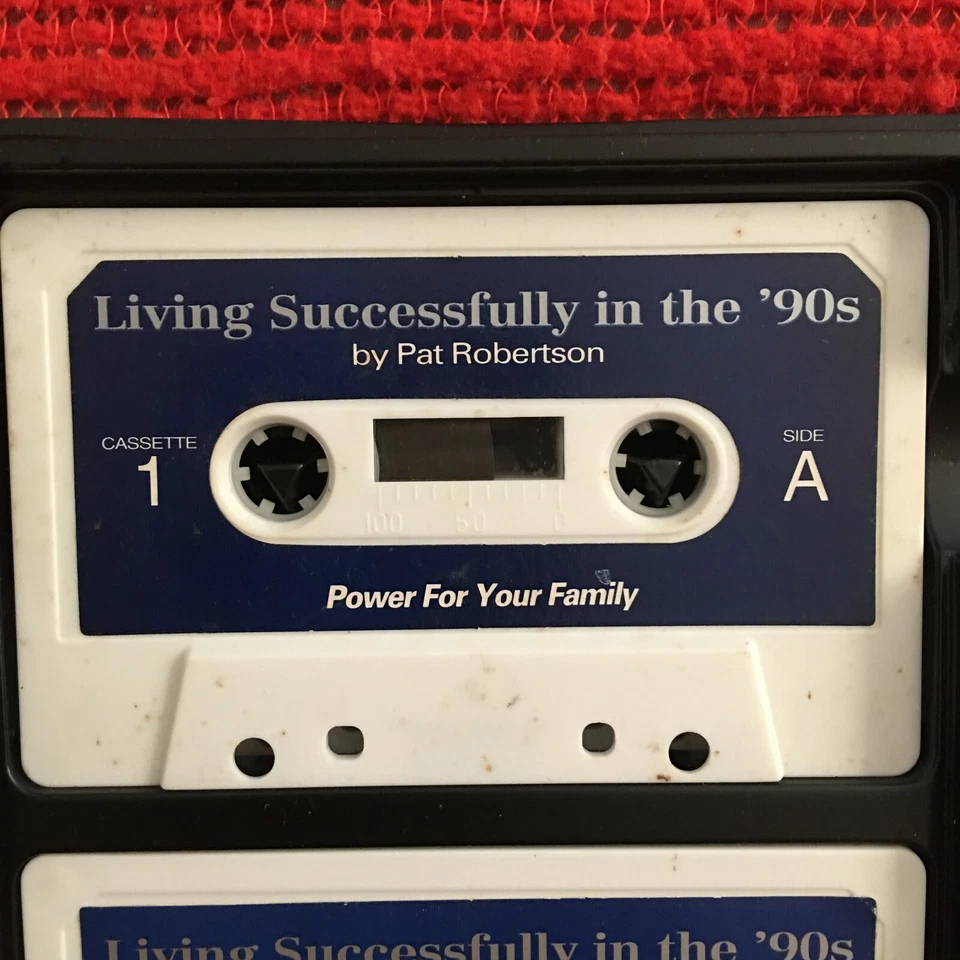 Living Successfully in the ’90s
by Pat Robertson
CASSETTE
1
SIDE
A
100 50 0
Power For Your Family
Living Successfully in the ’90s